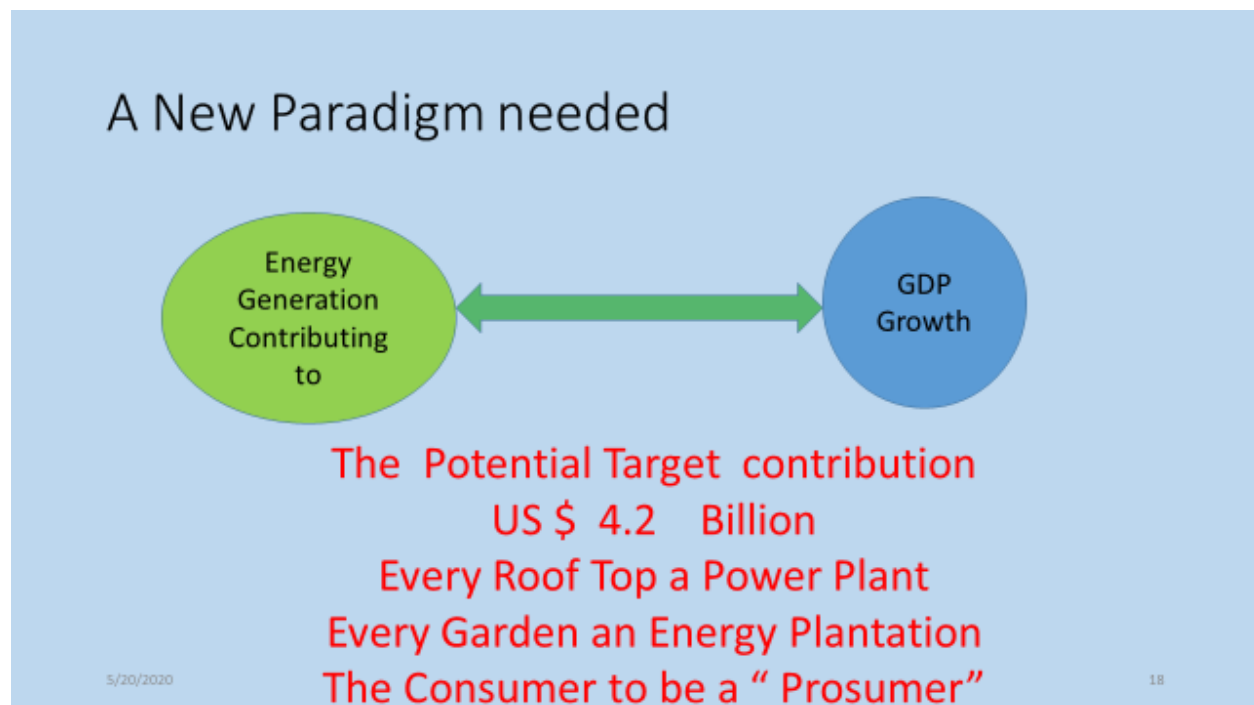 A New Paradigm needed
Energy
Generation
Contributing
to
GDP
Growth
The Potential Target contribution
US $ 4.2 Billion
Every Roof Top a Power Plant
Every Garden an Energy Plantation
The Consumer to be a “ Prosumer”
5/20/2020
18